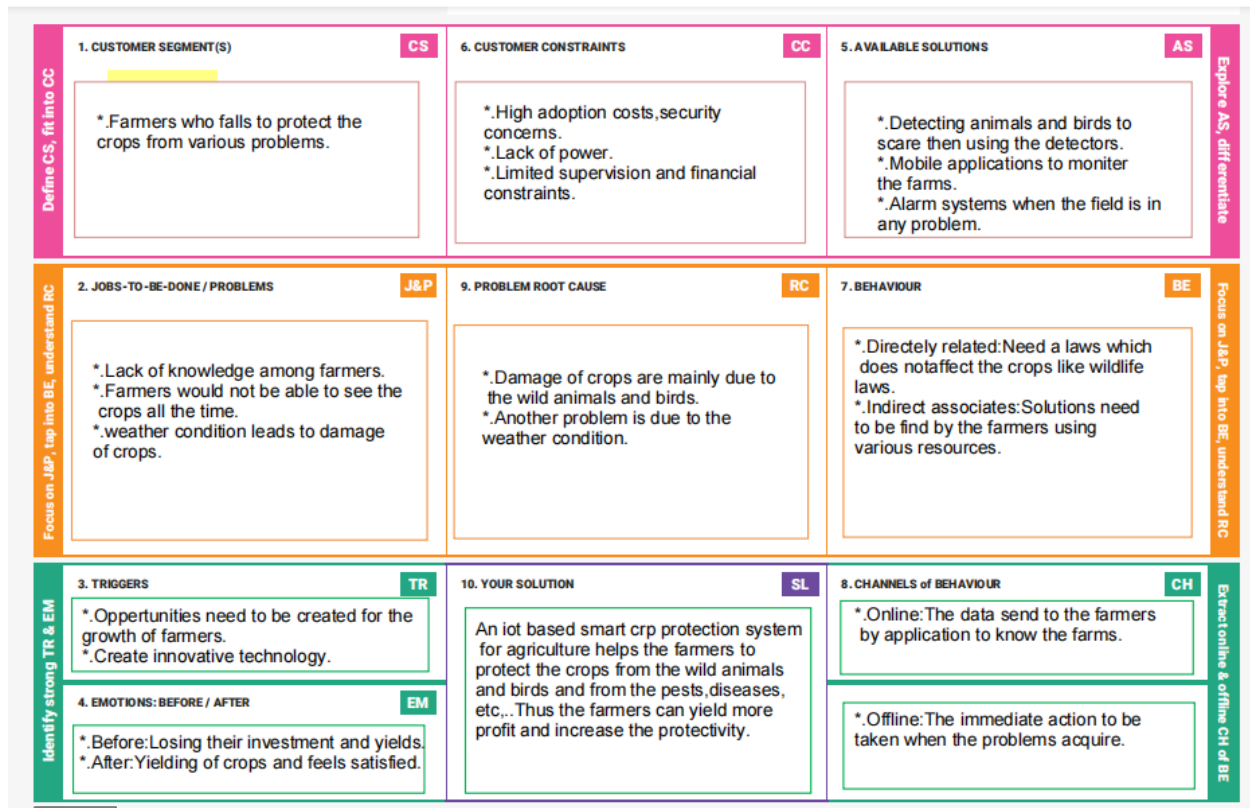 Define CS, fit into CC
1. CUSTOMER SEGMENT(S)
CS
*.Farmers who falls to protect the
crops from various problems.
6. CUSTOMER CONSTRAINTS
CC
*.High adoption costs,security
concerns.
*.Lack of power.
*.Limited supervision and financial
constraints.
5. AVAILABLE SOLUTIONS
AS
*.Detecting animals and birds to
scare then using the detectors.
*.Mobile applications to moniter
the farms.
*.Alarm systems when the field is in
any problem.
Explore AS, differentiate
Focus on J&P, tap into BE, understand RC
2. JOBS-TO-BE-DONE / PROBLEMS
J&P
*.Lack of knowledge among farmers.
*.Farmers would not be able to see the
crops all the time.
*.weather condition leads to damage
of crops.
9. PROBLEM ROOT CAUSE
RC
*.Damage of crops are mainly due to
the wild animals and birds.
*.Another problem is due to the
weather condition.
7. BEHAVIOUR
BE
*.Directely related:Need a laws which
does notaffect the crops like wildlife
laws.
*.Indirect associates:Solutions need
to be find by the farmers using
various resources.
Focus on J&P, tap into BE, understand RC
Identify strong TR & EM
3. TRIGGERS
TR
*.Oppertunities need to be created for the
growth of farmers.
*.Create innovative technology.
4. EMOTIONS: BEFORE / AFTER
EM
*.Before:Losing their investment and yields.
*.After:Yielding of crops and feels satisfied.
10. YOUR SOLUTION
SL
An iot based smart crp protection system
for agriculture helps the farmers to
protect the crops from the wild animals
and birds and from the pests,diseases,
etc,..Thus the farmers can yield more
profit and increase the protectivity.
8. CHANNELS of BEHAVIOUR
CH
*.Online:The data send to the farmers
by application to know the farms.
*.Offline:The immediate action to be
taken when the problems acquire.
Extract online & offline CH of BE